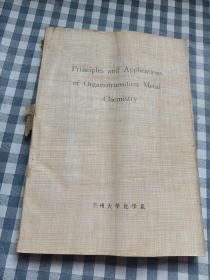 Principles and Applications
of Organotransition Metal
Chemistry
兰州大学化学系